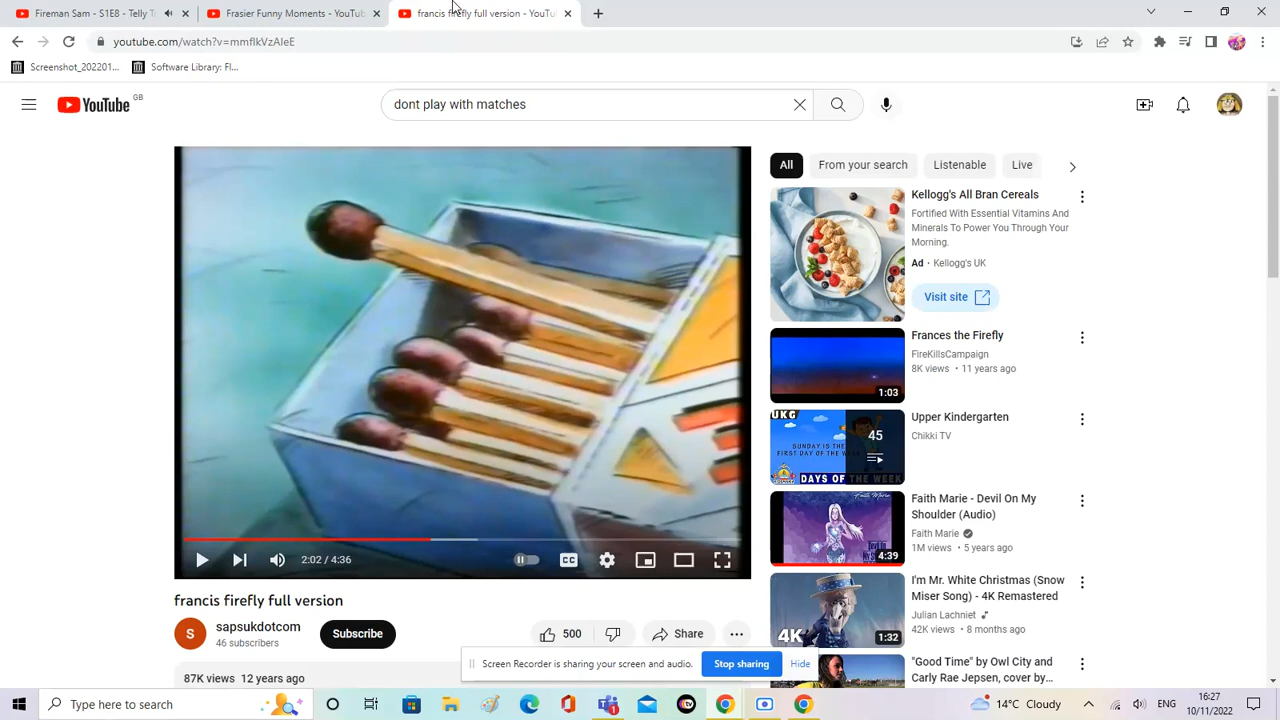 Fireman Sam - S1E8 - Telly T
Frasier Funny Moments - YouTub
francis firefly full version - YouTu
youtube.com/watch?v=mmflkVzAleE
Screenshot_202201...
Software Library: Fl...
YouTube GB
dont play with matches
All
From your search
Listenable
Live
Kellogg's All Bran Cereals
Fortified With Essential Vitamins And
Minerals To Power You Through Your
Morning.
Ad · Kellogg's UK
Visit site
Frances the Firefly
FireKillsCampaign
8K views • 11 years ago
1:03
UKG
SUNDAY IS THE
FIRST DAY OF THE WEEK
DAYS OF THE WEEK
45
Upper Kindergarten
Chikki TV
Faith Marie - Devil On My
Shoulder (Audio)
Faith Marie
1M views • 5 years ago
4:39
I'm Mr. White Christmas (Snow
Miser Song) - 4K Remastered
Julian Lachniet
42K views • 8 months ago
4K
1:32
"Good Time" by Owl City and
Carly Rae Jepsen, cover by...
2:02 / 4:36
CC
francis firefly full version
S
sapsukdotcom
46 subscribers
Subscribe
500
Share
87K views 12 years ago
Screen Recorder is sharing your screen and audio.
Stop sharing
Hide
Type here to search
14°C Cloudy
ENG
16:27
10/11/2022